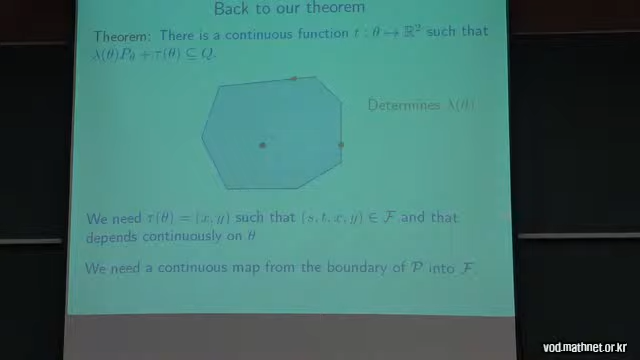 Back to our theorem
Theorem: There is a continuous function t : θ ↦ ℝ² such that
λ(θ)P_θ + τ(θ) ⊆ Q.
Determines λ(θ)
We need τ(θ) = (x, y) such that (s, t, x, y) ∈ ℱ and that
depends continuously on θ
We need a continuous map from the boundary of 𝒫 into ℱ
vod.mathnet.or.kr